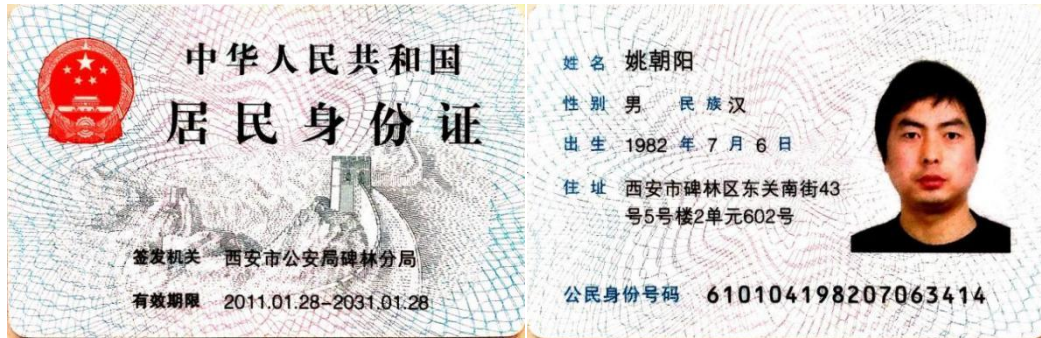 中华人民共和国
居民身份证
签发机关 西安市公安局碑林分局
有效期限 2011.01.28-2031.01.28
姓名 姚朝阳
性别 男 民族 汉
出生 1982 年 7 月 6 日
住址 西安市碑林区东关南街43
号5号楼2单元602号
公民身份号码 610104198207063414